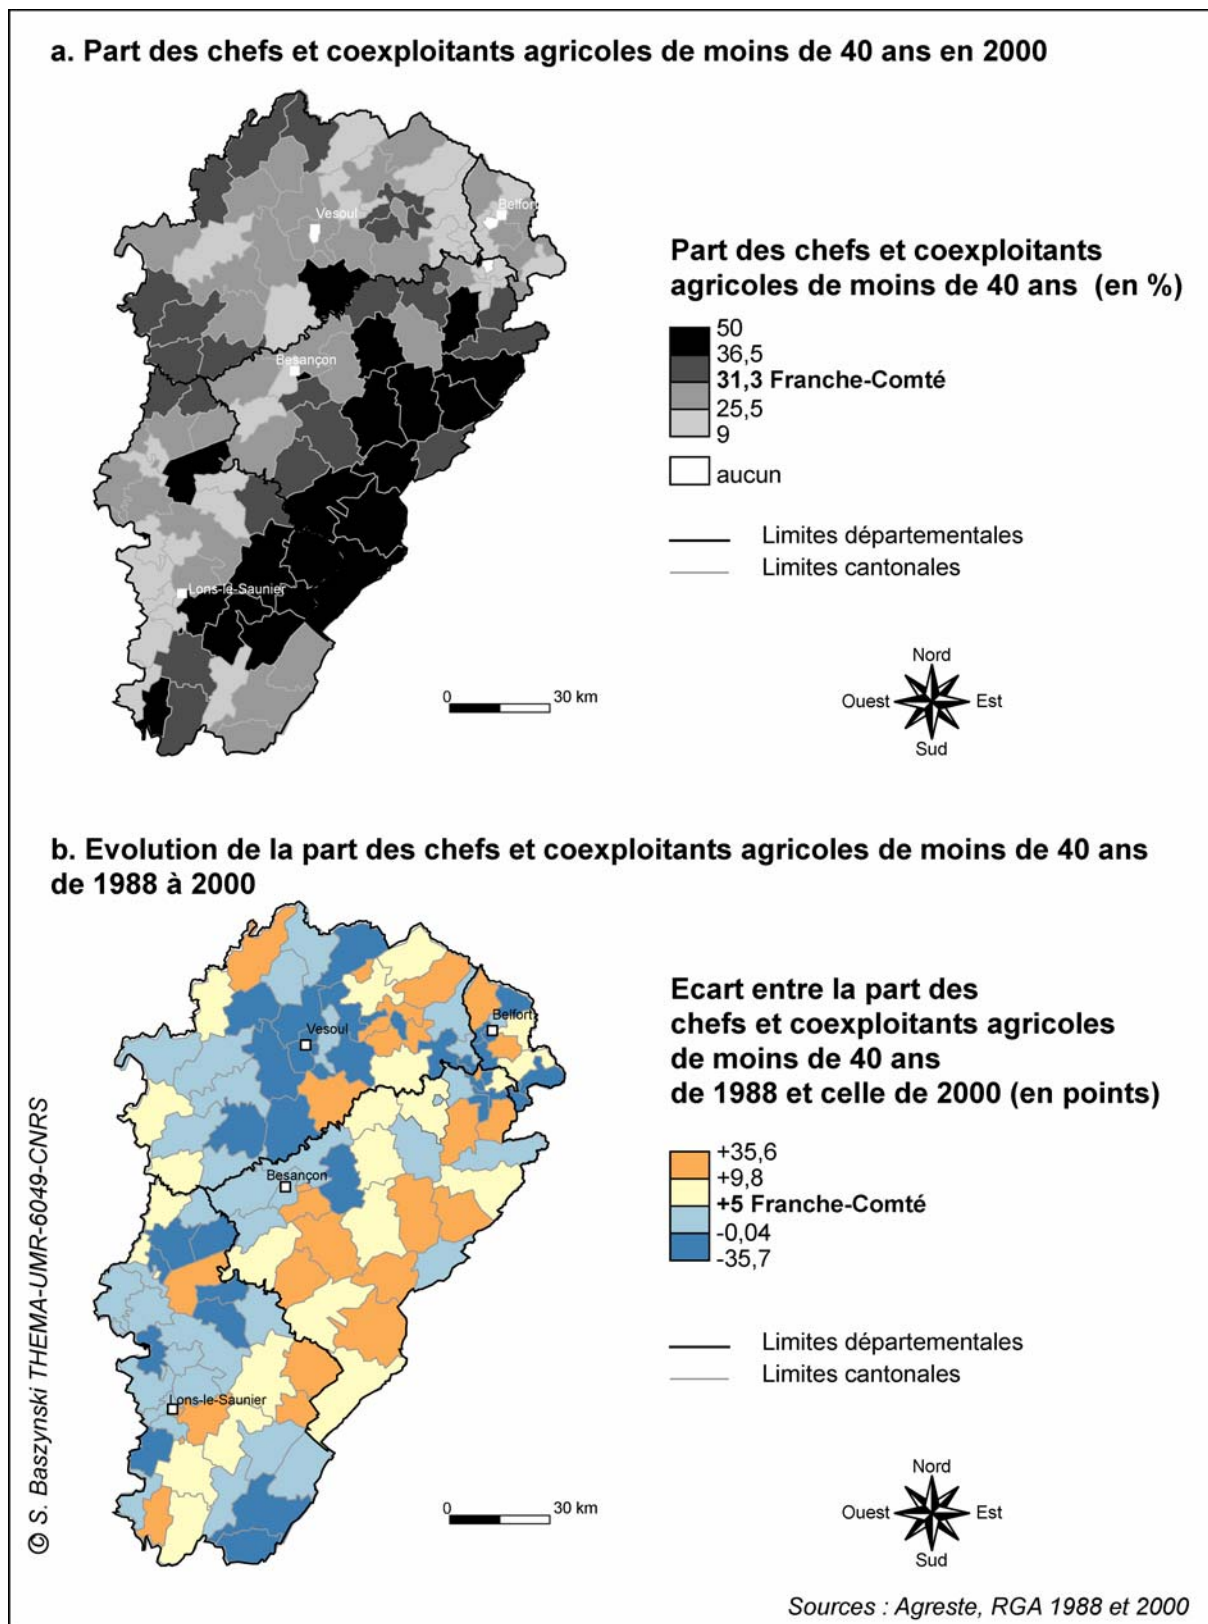 a. Part des chefs et coexploitants agricoles de moins de 40 ans en 2000
Vesoul
Belfort
Besançon
Lons-le-Saunier
Part des chefs et coexploitants
agricoles de moins de 40 ans (en %)
50
36,5
31,3 Franche-Comté
25,5
9
aucun
Limites départementales
Limites cantonales
Nord
Ouest
Est
Sud
0
30 km
b. Evolution de la part des chefs et coexploitants agricoles de moins de 40 ans
de 1988 à 2000
Vesoul
Belfort
Besançon
Lons-le-Saunier
Ecart entre la part des
chefs et coexploitants agricoles
de moins de 40 ans
de 1988 et celle de 2000 (en points)
+35,6
+9,8
+5 Franche-Comté
-0,04
-35,7
Limites départementales
Limites cantonales
Nord
Ouest
Est
Sud
0
30 km
© S. Baszynski THEMA-UMR-6049-CNRS
Sources : Agreste, RGA 1988 et 2000